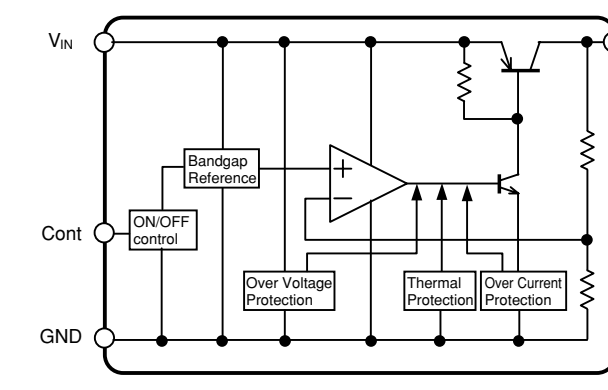 VIN
Bandgap
Reference
+
−
ON/OFF
control
Cont
Over Voltage
Protection
Thermal
Protection
Over Current
Protection
GND